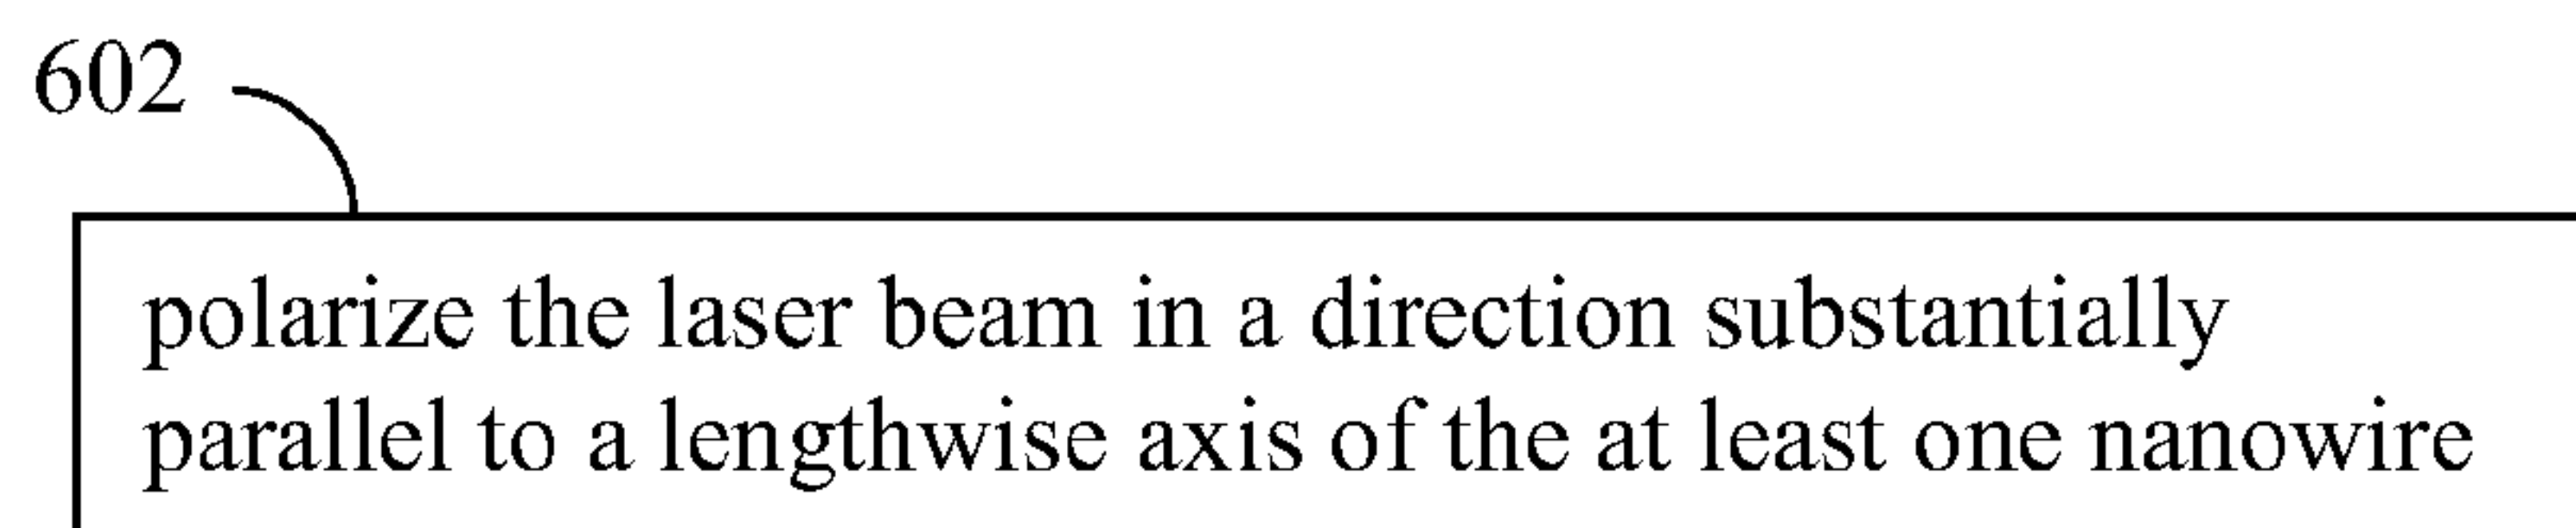 602
polarize the laser beam in a direction substantially
parallel to a lengthwise axis of the at least one nanowire